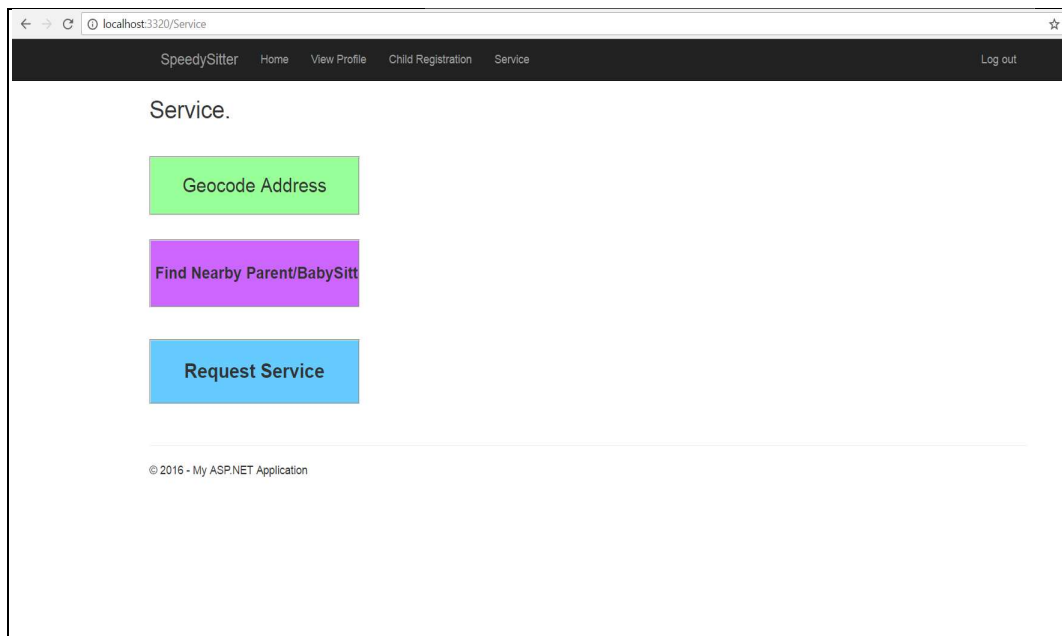 localhost:3320/Service
SpeedySitter Home View Profile Child Registration Service Log out
Service.
Geocode Address
Find Nearby Parent/BabySitt
Request Service
© 2016 - My ASP.NET Application